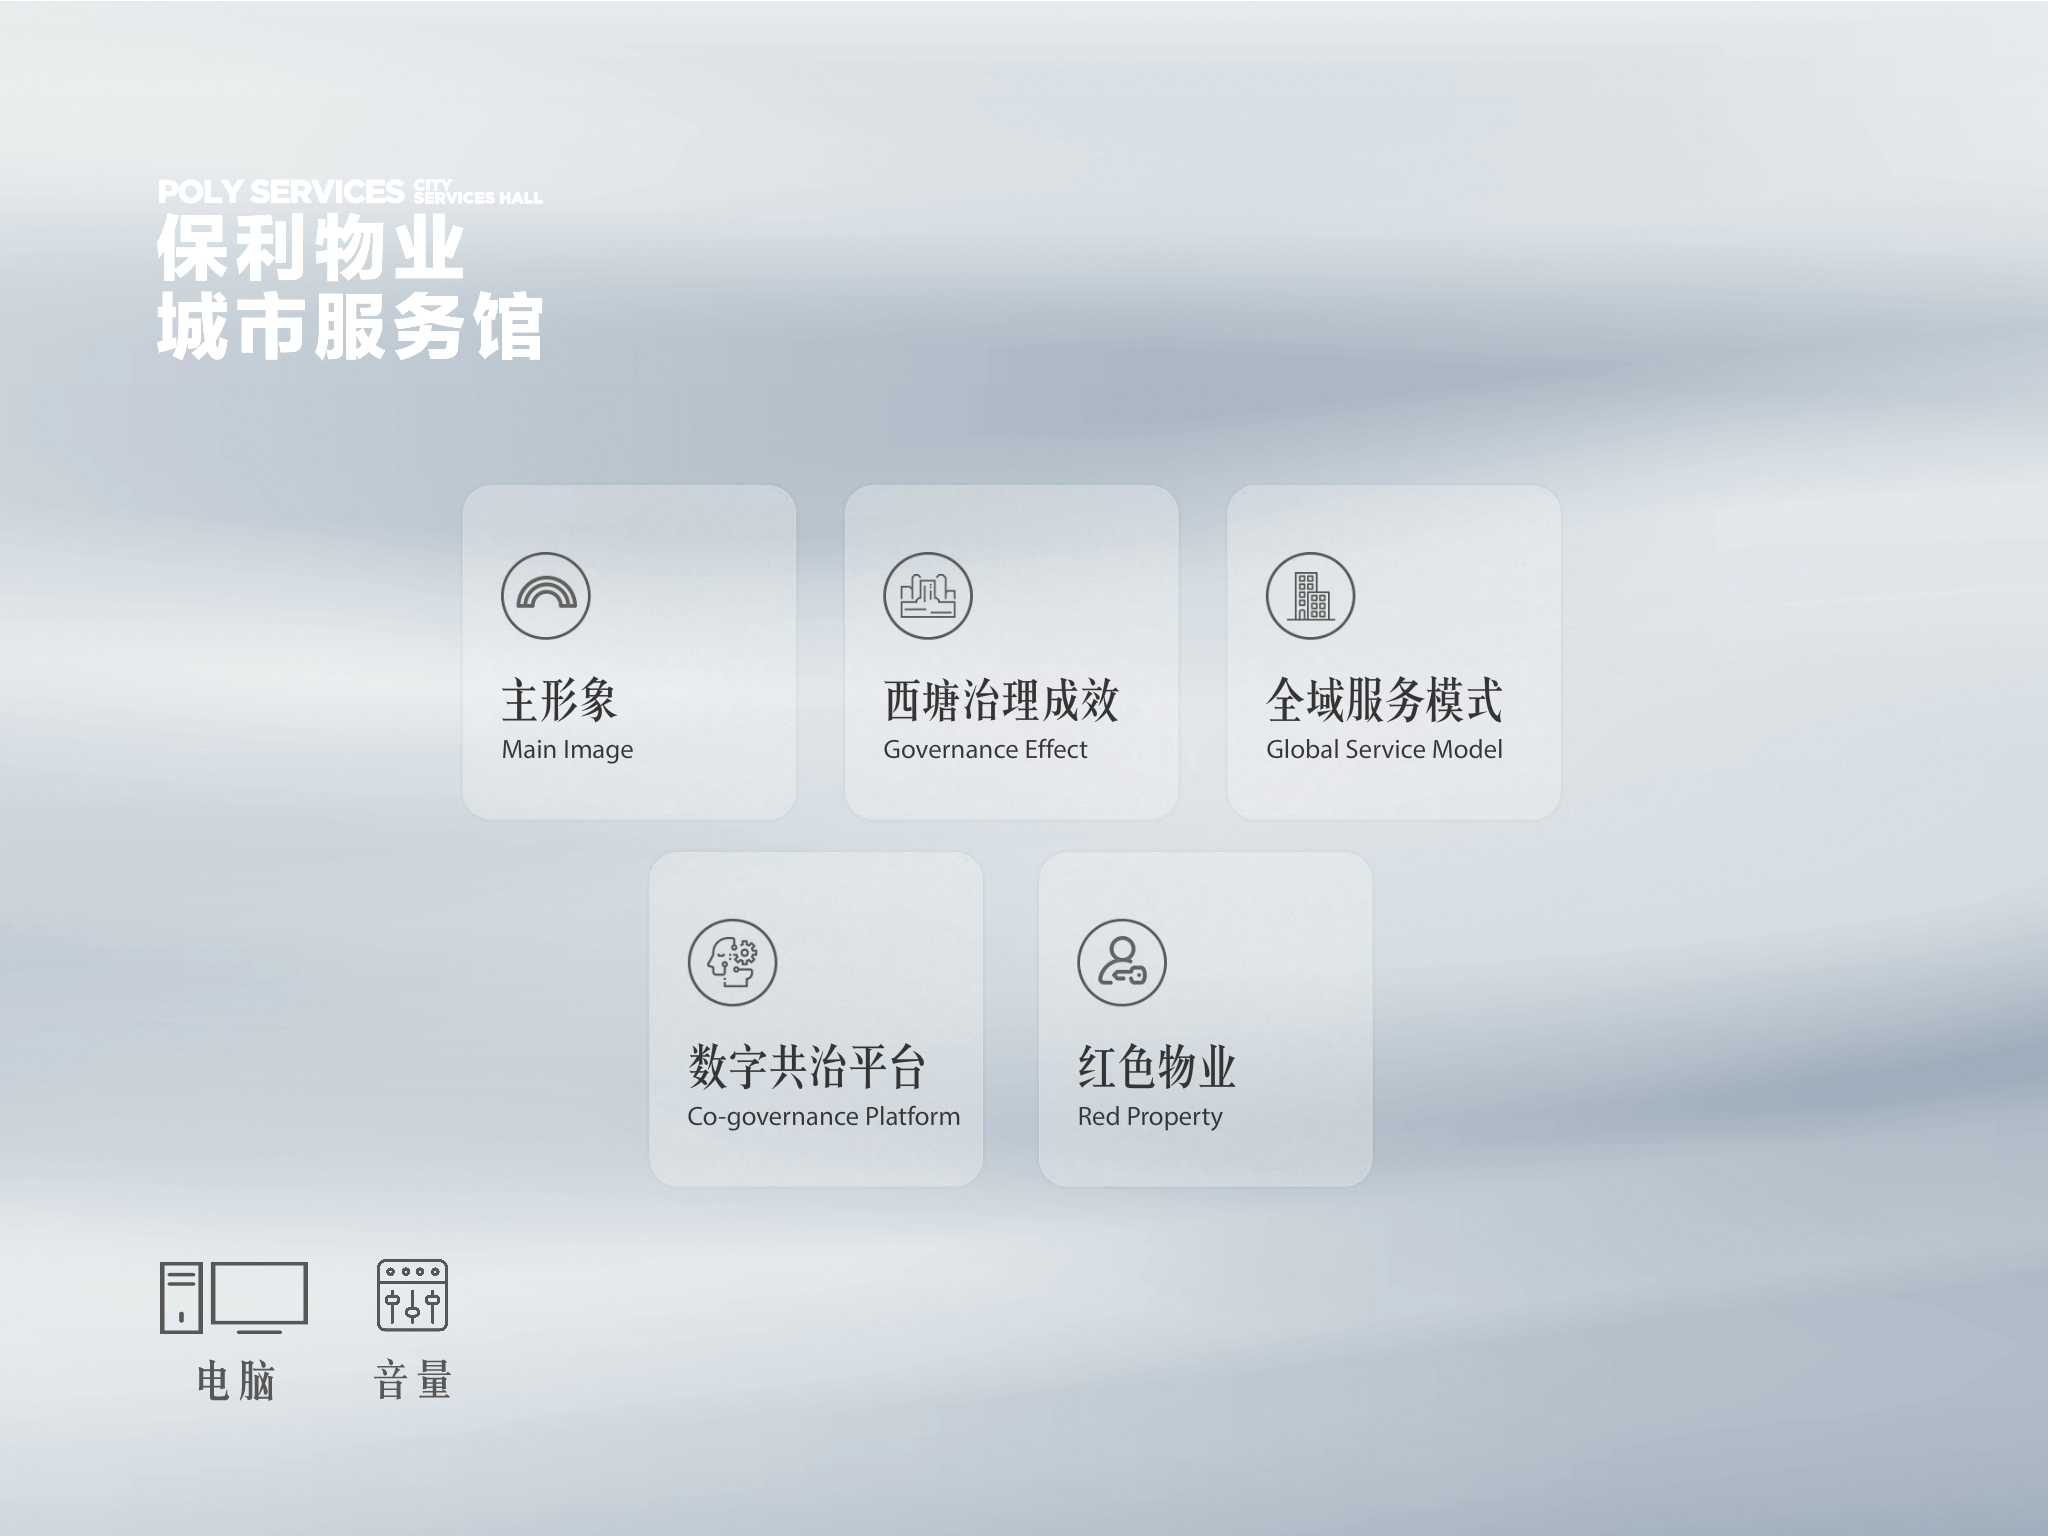 POLY SERVICES CITY SERVICES HALL
保利物业
城市服务馆
主形象
Main Image
西塘治理成效
Governance Effect
全域服务模式
Global Service Model
数字共治平台
Co-governance Platform
红色物业
Red Property
电脑
音量